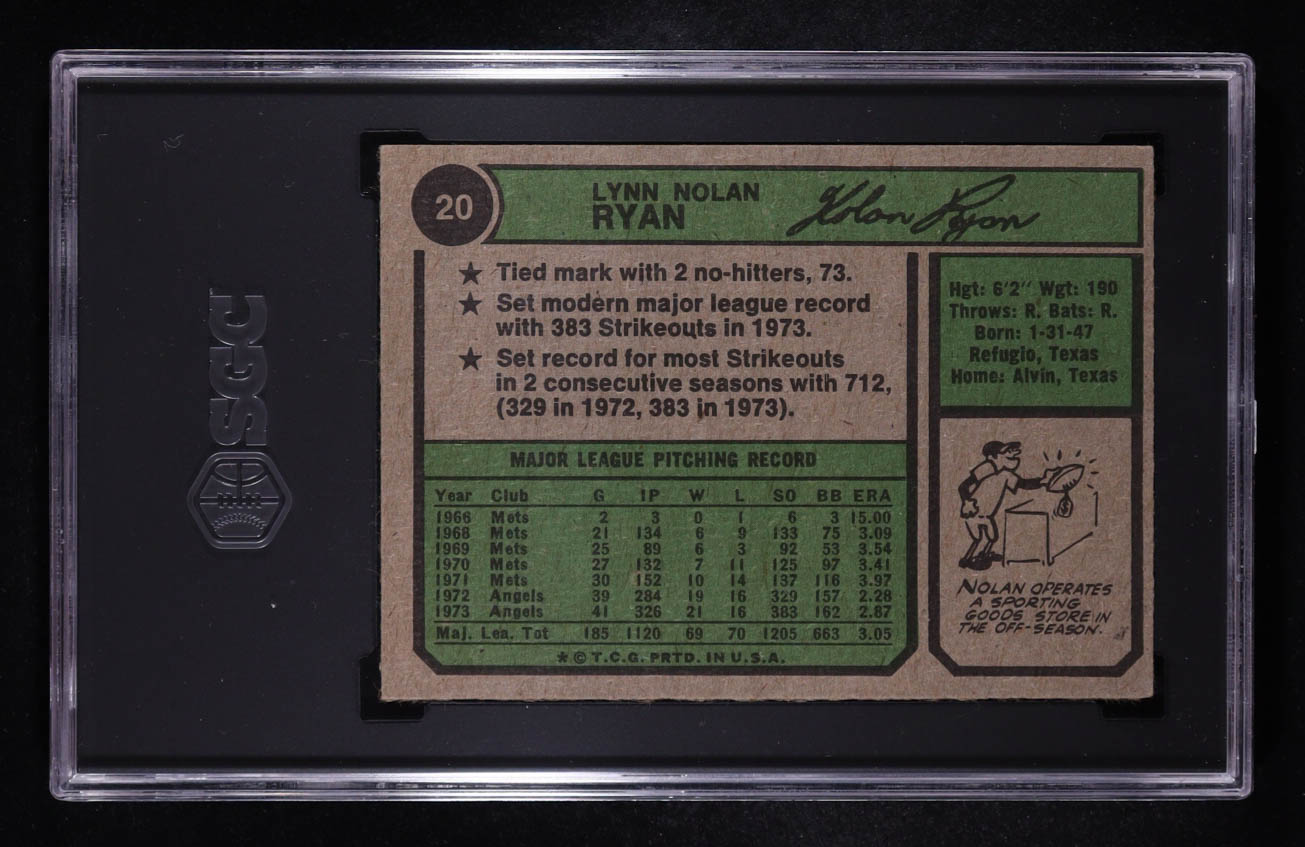 SGC
20
LYNN NOLAN
RYAN
Nolan Ryan
★ Tied mark with 2 no-hitters, 73.
★ Set modern major league record
with 383 Strikeouts in 1973.
★ Set record for most Strikeouts
in 2 consecutive seasons with 712,
(329 in 1972, 383 in 1973).
Hgt: 6'2" Wgt: 190
Throws: R. Bats: R.
Born: 1-31-47
Refugio, Texas
Home: Alvin, Texas
MAJOR LEAGUE PITCHING RECORD
Year Club G IP W L SO BB ERA
1966 Mets 2 3 0 1 6 3 15.00
1968 Mets 21 134 6 9 133 75 3.09
1969 Mets 25 89 6 3 92 53 3.54
1970 Mets 27 132 7 11 125 97 3.41
1971 Mets 30 152 10 14 137 116 3.97
1972 Angels 39 284 19 16 329 157 2.28
1973 Angels 41 326 21 16 383 162 2.87
Maj. Lea. Tot 185 1120 69 70 1205 663 3.05
* © T.C.G. PRTD. IN U.S.A.
$
NOLAN OPERATES
A SPORTING
GOODS STORE IN
THE OFF-SEASON.